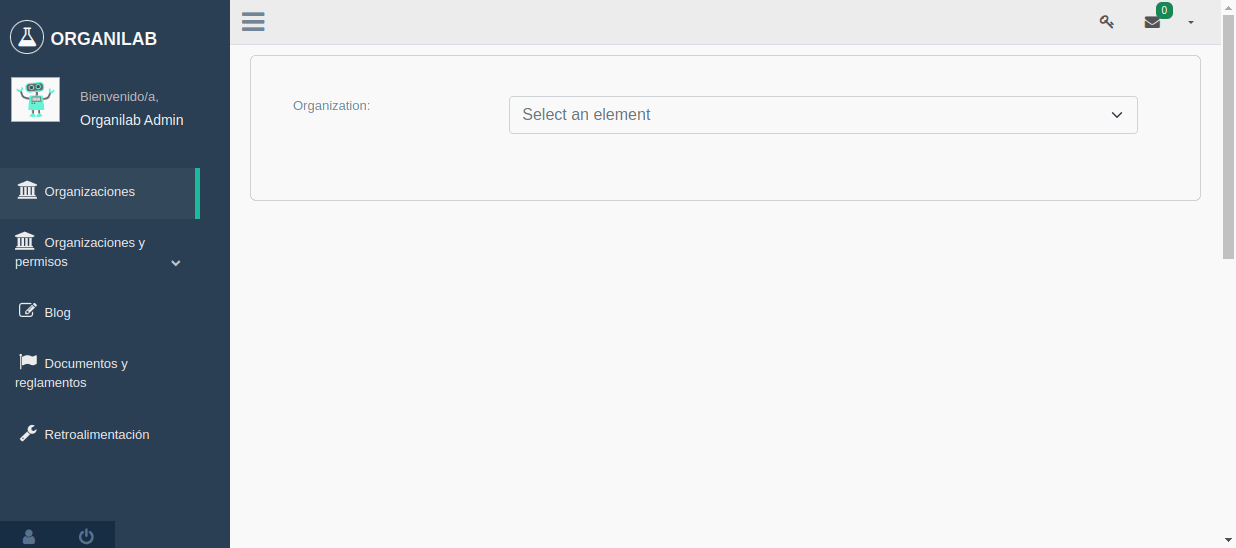 ORGANILAB
Bienvenido/a,
Organilab Admin
Organizaciones
Organizaciones y
permisos
Blog
Documentos y
reglamentos
Retroalimentación
0
Organization:
Select an element